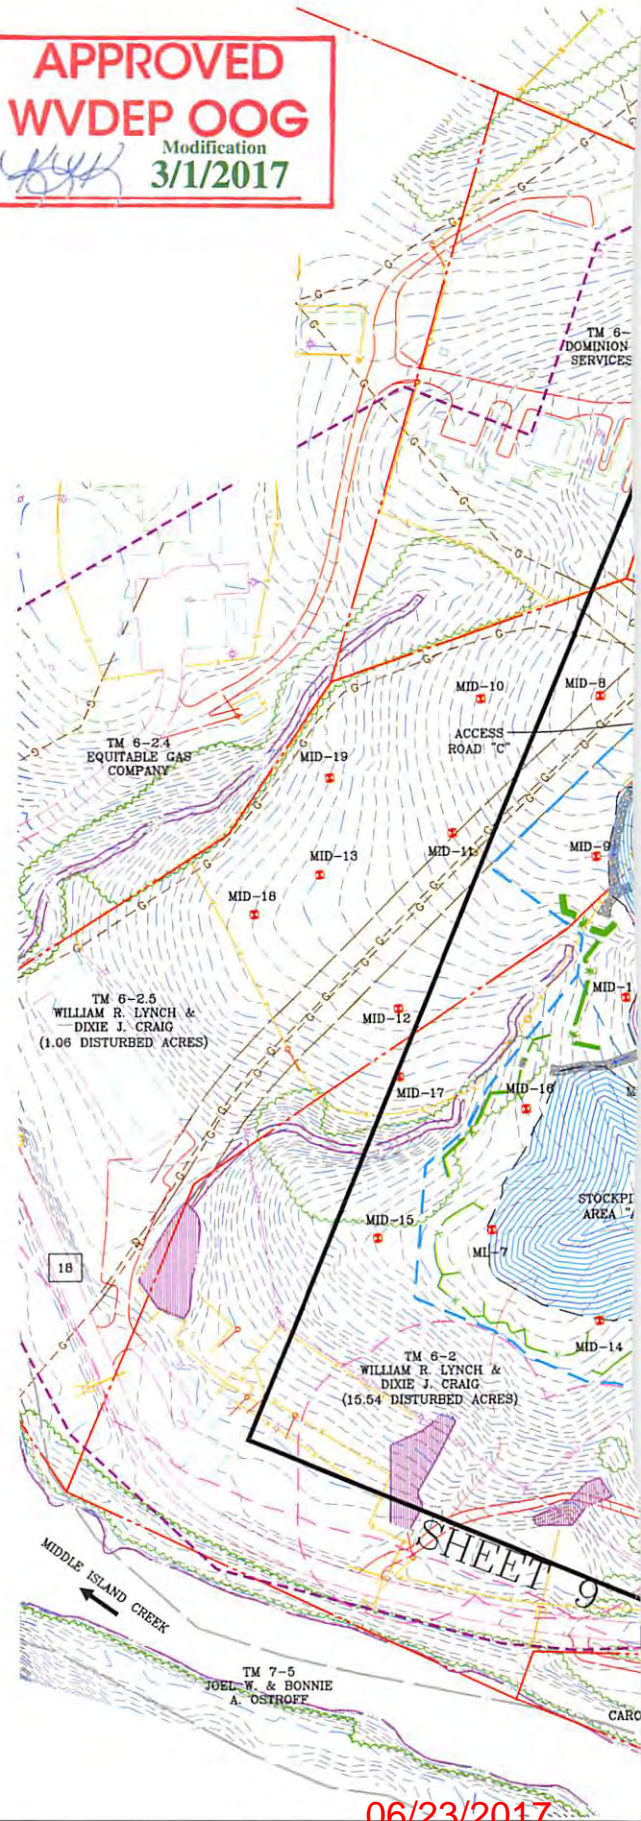 APPROVED
WVDEP OOG
Modification
3/1/2017
TM 6-
DOMINION
SERVICES
MID-10
MID-8
ACCESS
ROAD "C"
TM 6-2.4
EQUITABLE GAS
COMPANY
MID-19
MID-11
MID-9
MID-13
MID-18
TM 6-2.5
WILLIAM R. LYNCH &
DIXIE J. CRAIG
(1.06 DISTURBED ACRES)
MID-1
MID-12
MID-17
MID-16
STOCKPI
AREA "A
MID-15
ML-7
18
MID-14
TM 6-2
WILLIAM R. LYNCH &
DIXIE J. CRAIG
(15.54 DISTURBED ACRES)
SHEET 9
MIDDLE ISLAND CREEK
TM 7-5
JOEL W. & BONNIE
A. OSTROFF
CARO
06/23/2017